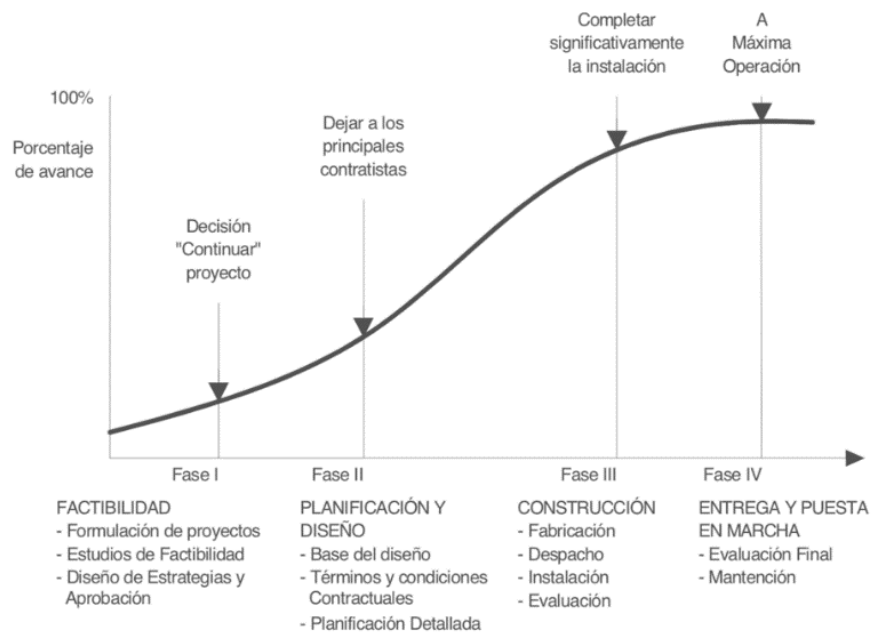 Completar
significativamente
la instalación
A
Máxima
Operación
100%
Porcentaje
de avance
Dejar a los
principales
contratistas
Decisión
"Continuar"
proyecto
Fase I
Fase II
Fase III
Fase IV
FACTIBILIDAD
- Formulación de proyectos
- Estudios de Factibilidad
- Diseño de Estrategias y
Aprobación
PLANIFICACIÓN Y
DISEÑO
- Base del diseño
- Términos y condiciones
Contractuales
- Planificación Detallada
CONSTRUCCIÓN
- Fabricación
- Despacho
- Instalación
- Evaluación
ENTREGA Y PUESTA
EN MARCHA
- Evaluación Final
- Mantención